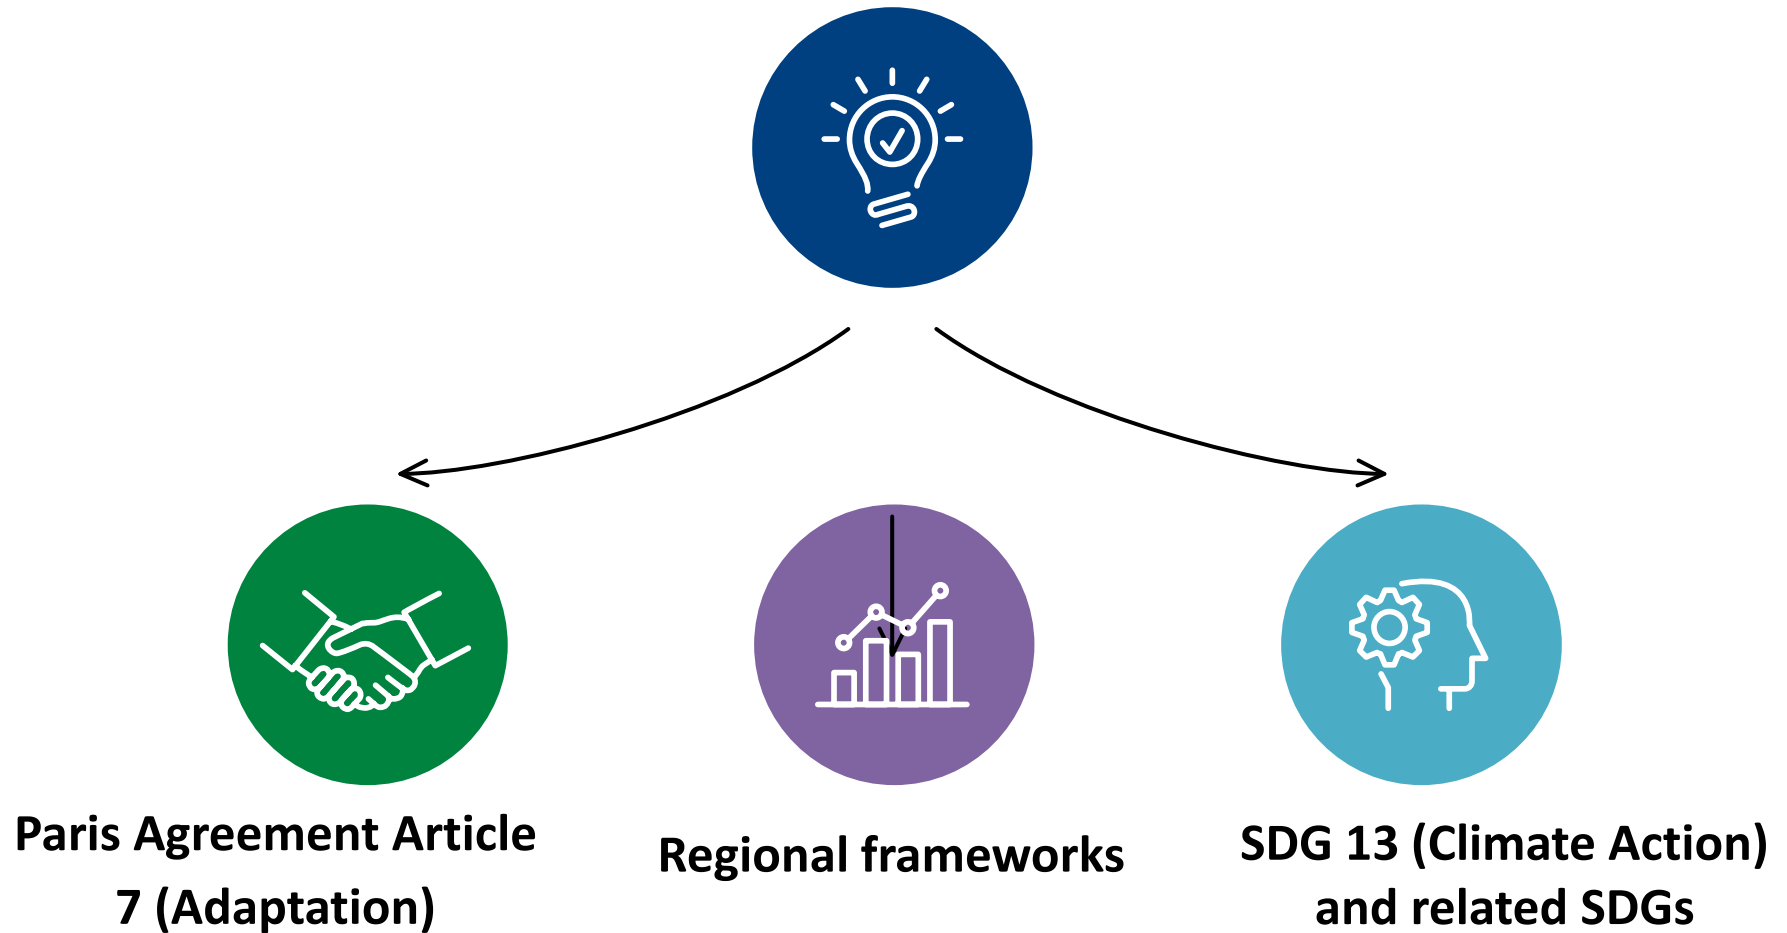 Paris Agreement Article
7 (Adaptation)
Regional frameworks
SDG 13 (Climate Action)
and related SDGs